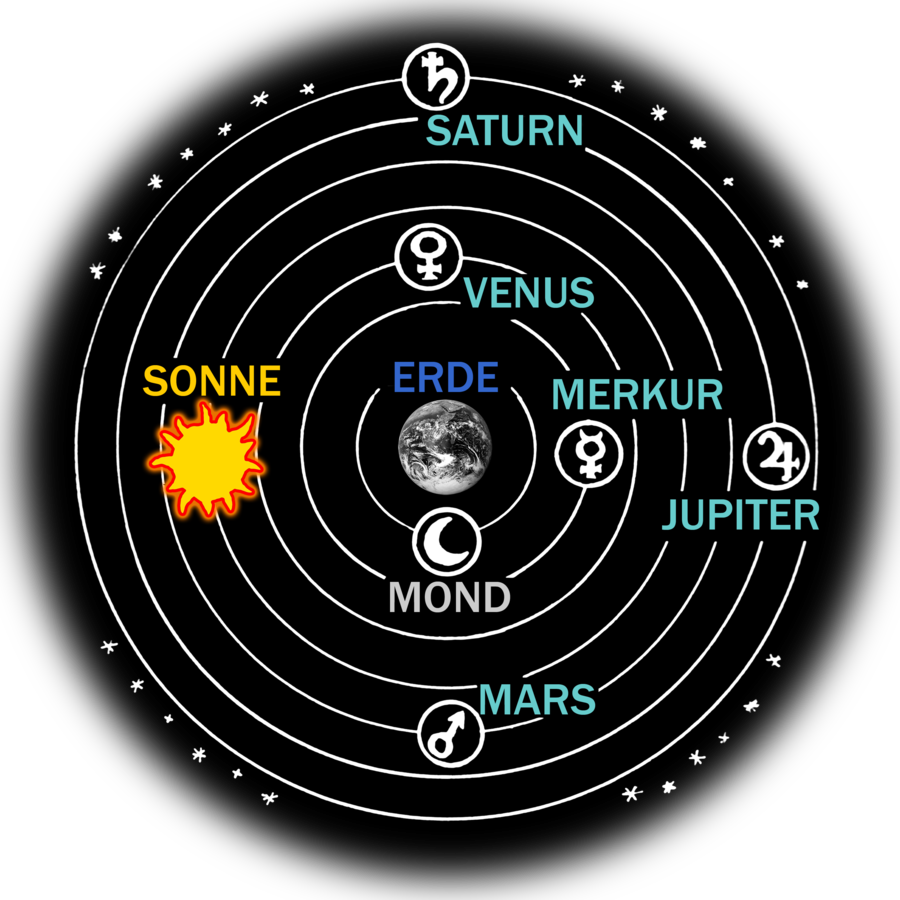 SATURN
VENUS
SONNE
ERDE
MERKUR
JUPITER
MOND
MARS